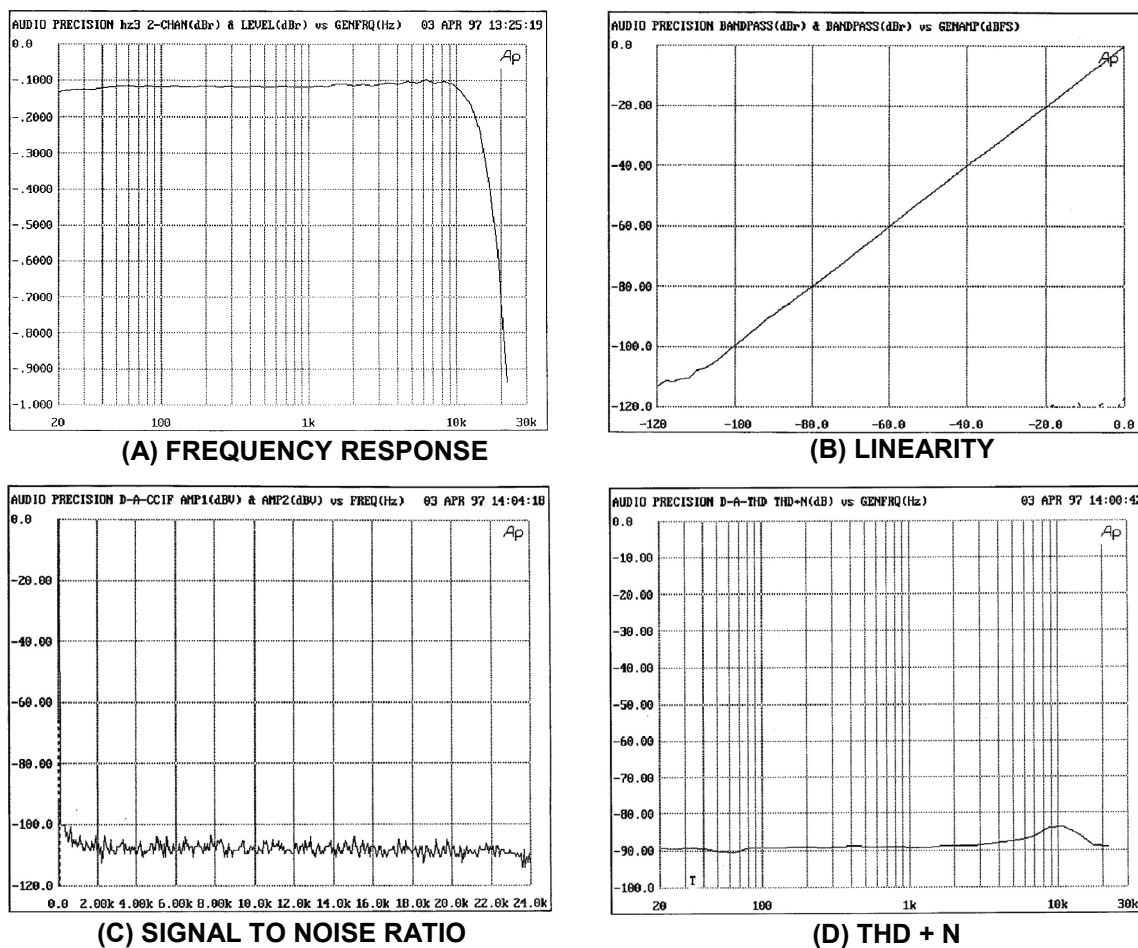 AUDIO PRECISION hz3 2-CHAN(dBr) & LEVEL(dBr) vs GENFRQ(Hz) 03 APR 97 13:25:19
0.0
Ap
-.1000
-.2000
-.3000
-.4000
-.5000
-.6000
-.7000
-.8000
-.9000
-1.000
20 100 1k 10k 30k
(A) FREQUENCY RESPONSE
AUDIO PRECISION BANDPASS(dBr) & BANDPASS(dBr) vs GENAMP(dBFS)
0.0
Ap
-20.00
-40.00
-60.00
-80.00
-100.0
-120.0
-120 -100 -80.0 -60.0 -40.0 -20.0 0.0
(B) LINEARITY
AUDIO PRECISION D-A-CCIF AMP1(dBV) & AMP2(dBV) vs FREQ(Hz) 03 APR 97 14:04:18
0.0
Ap
-20.00
-40.00
-60.00
-80.00
-100.0
-120.0
0.0 2.00k 4.00k 6.00k 8.00k 10.0k 12.0k 14.0k 16.0k 18.0k 20.0k 22.0k 24.0k
(C) SIGNAL TO NOISE RATIO
AUDIO PRECISION D-A-THD THD+N(dB) vs GENFRQ(Hz) 03 APR 97 14:00:42
0.0
Ap
-10.00
-20.00
-30.00
-40.00
-50.00
-60.00
-70.00
-80.00
-90.00
-100.0
T
20 100 1k 10k 30k
(D) THD + N